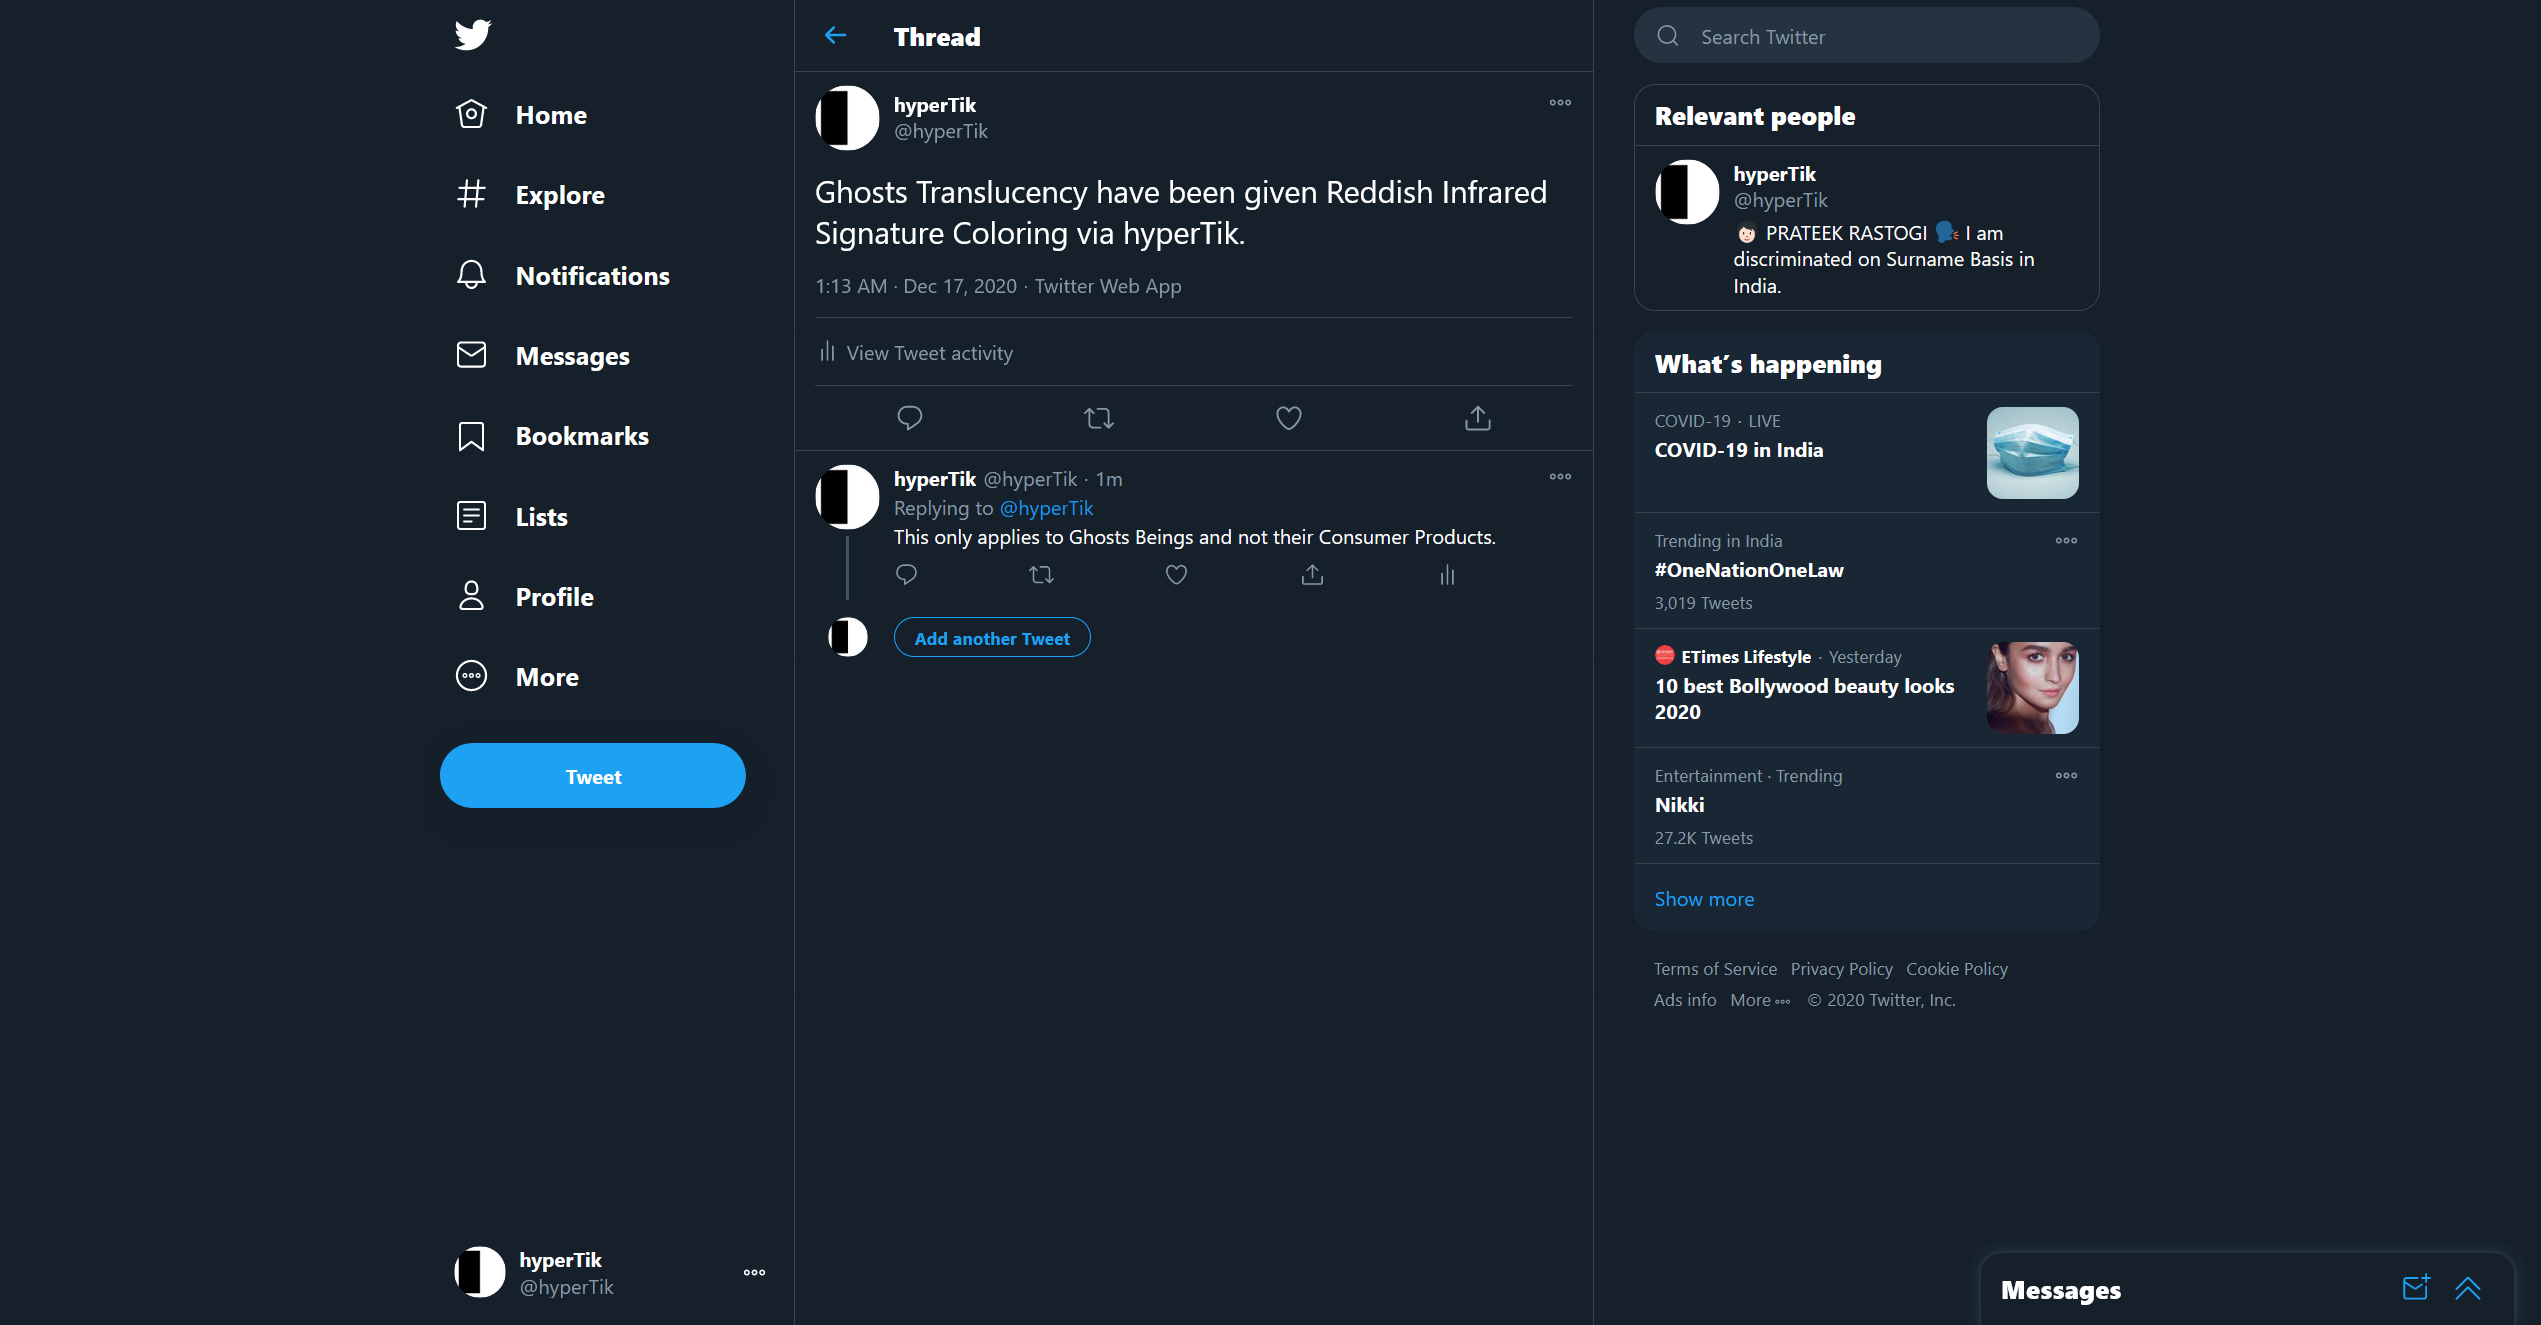 Home
Explore
Notifications
Messages
Bookmarks
Lists
Profile
More
Tweet
hyperTik
@hyperTik
Thread
hyperTik
@hyperTik
Ghosts Translucency have been given Reddish Infrared
Signature Coloring via hyperTik.
1:13 AM · Dec 17, 2020 · Twitter Web App
View Tweet activity
hyperTik @hyperTik · 1m
Replying to @hyperTik
This only applies to Ghosts Beings and not their Consumer Products.
Add another Tweet
Search Twitter
Relevant people
hyperTik
@hyperTik
PRATEEK RASTOGI I am
discriminated on Surname Basis in
India.
What's happening
COVID-19 · LIVE
COVID-19 in India
Trending in India
#OneNationOneLaw
3,019 Tweets
ETimes Lifestyle · Yesterday
10 best Bollywood beauty looks
2020
Entertainment · Trending
Nikki
27.2K Tweets
Show more
Terms of Service Privacy Policy Cookie Policy
Ads info More © 2020 Twitter, Inc.
Messages